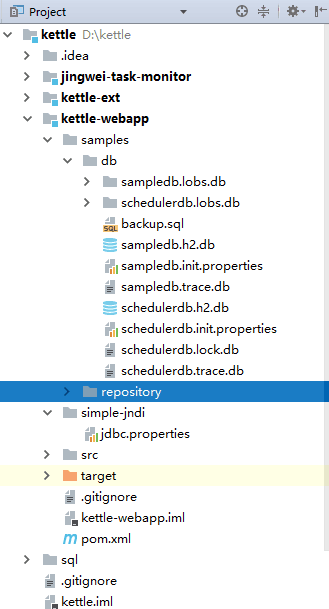 Project
kettle D:\kettle
.idea
jingwei-task-monitor
kettle-ext
kettle-webapp
samples
db
sampledb.lobs.db
schedulerdb.lobs.db
backup.sql
sampledb.h2.db
sampledb.init.properties
sampledb.trace.db
schedulerdb.h2.db
schedulerdb.init.properties
schedulerdb.lock.db
schedulerdb.trace.db
repository
simple-jndi
jdbc.properties
src
target
.gitignore
kettle-webapp.iml
pom.xml
sql
.gitignore
kettle.iml